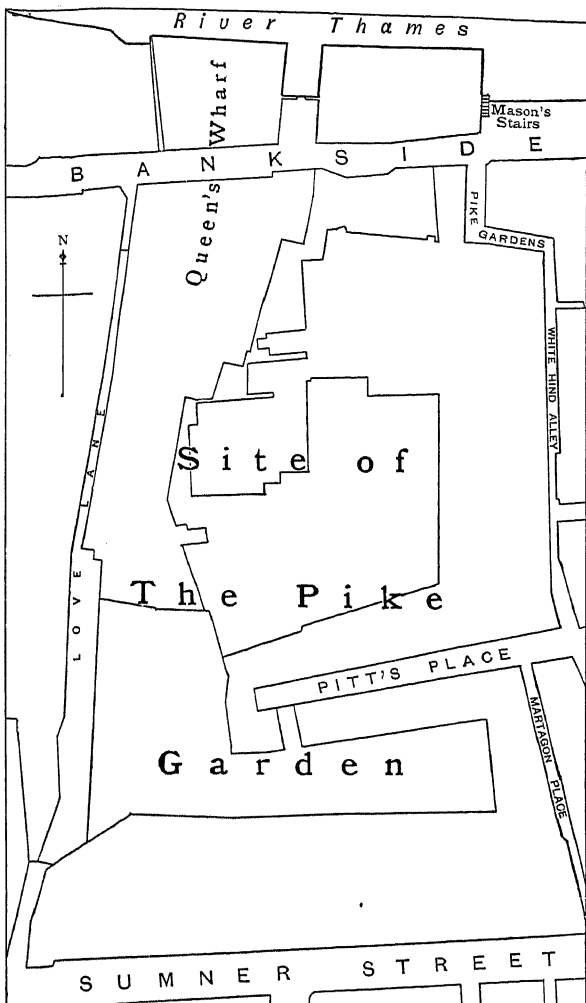 River Thames
Queen's Wharf
Mason's
Stairs
BANKSIDE
PIKE
GARDENS
N
WHITE HIND ALLEY
LOVE LANE
Site of
The Pike
Garden
PITT'S PLACE
MARTAGON PLACE
SUMNER STREET